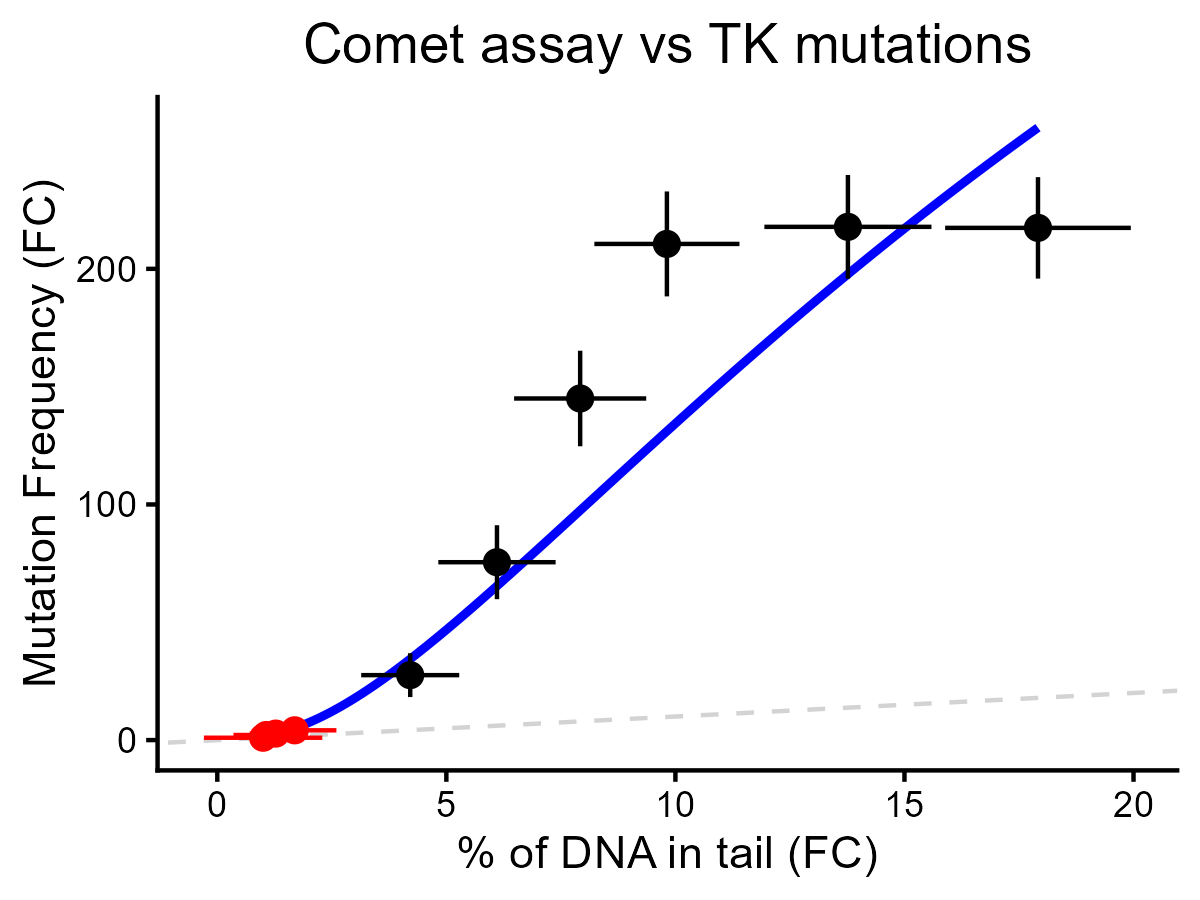 Comet assay vs TK mutations
Mutation Frequency (FC)
200
100
0
0 5 10 15 20
% of DNA in tail (FC)